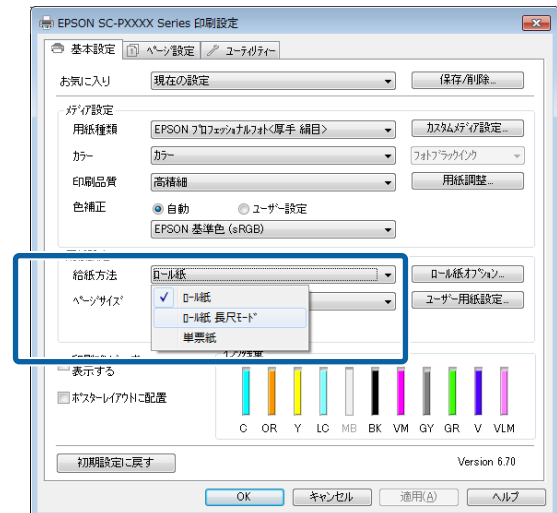 EPSON SC-PXXXX Series 印刷設定
基本設定 ページ設定 ユーティリティー
お気に入り 現在の設定 保存/削除...
メディア設定
用紙種類 EPSON プロフェッショナルフォト<厚手 絹目> カスタムメディア設定...
カラー カラー フォトブラックインク
印刷品質 高精細 用紙調整...
色補正 自動 ユーザー設定
EPSON 基準色 (sRGB)
給紙方法 ロール紙 ロール紙オプション...
ページサイズ ✓ ロール紙 ユーザー用紙設定...
ロール紙 長尺モード
単票紙
インク残量
表示する
ポスターレイアウトに配置
C OR Y LC MB BK VM GY GR V VLM
初期設定に戻す Version 6.70
OK キャンセル 適用(A) ヘルプ